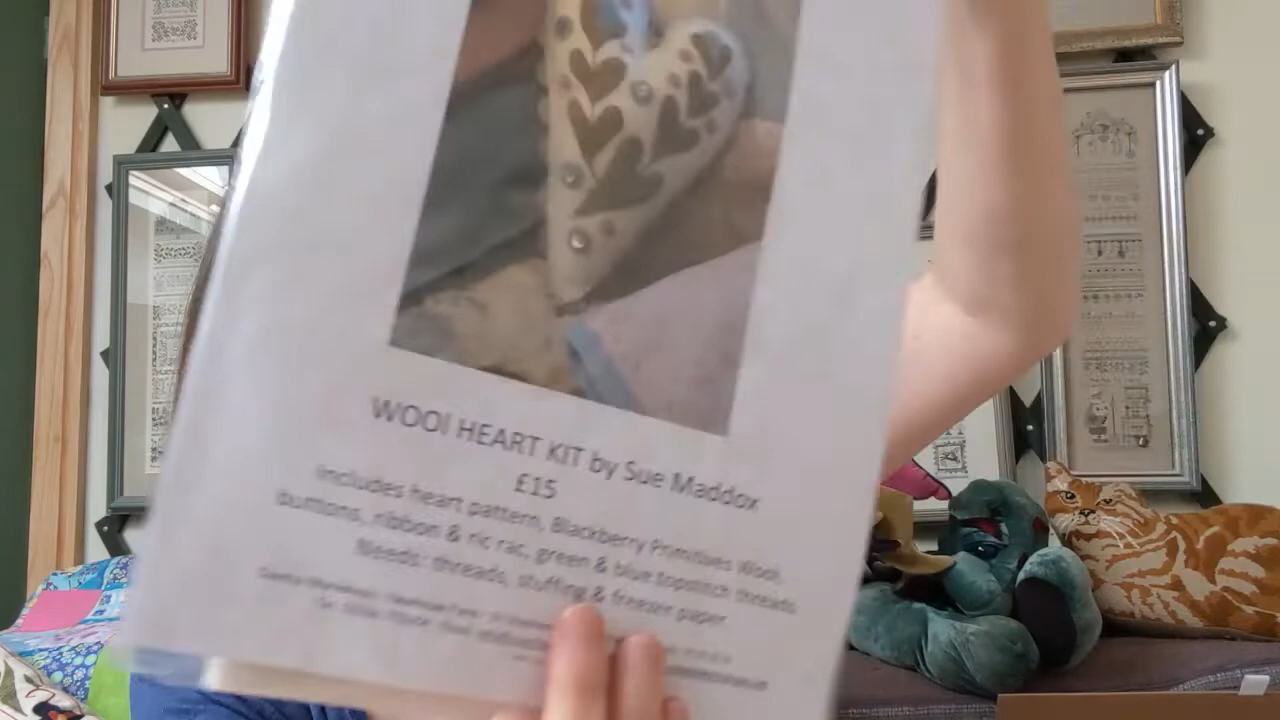 WOOl HEART KIT by Sue Maddox
£15
Includes heart pattern, Blackberry Primitives Wool,
buttons, ribbon & ric rac, green & blue topstitch threads
Needs: threads, stuffing & freezer paper